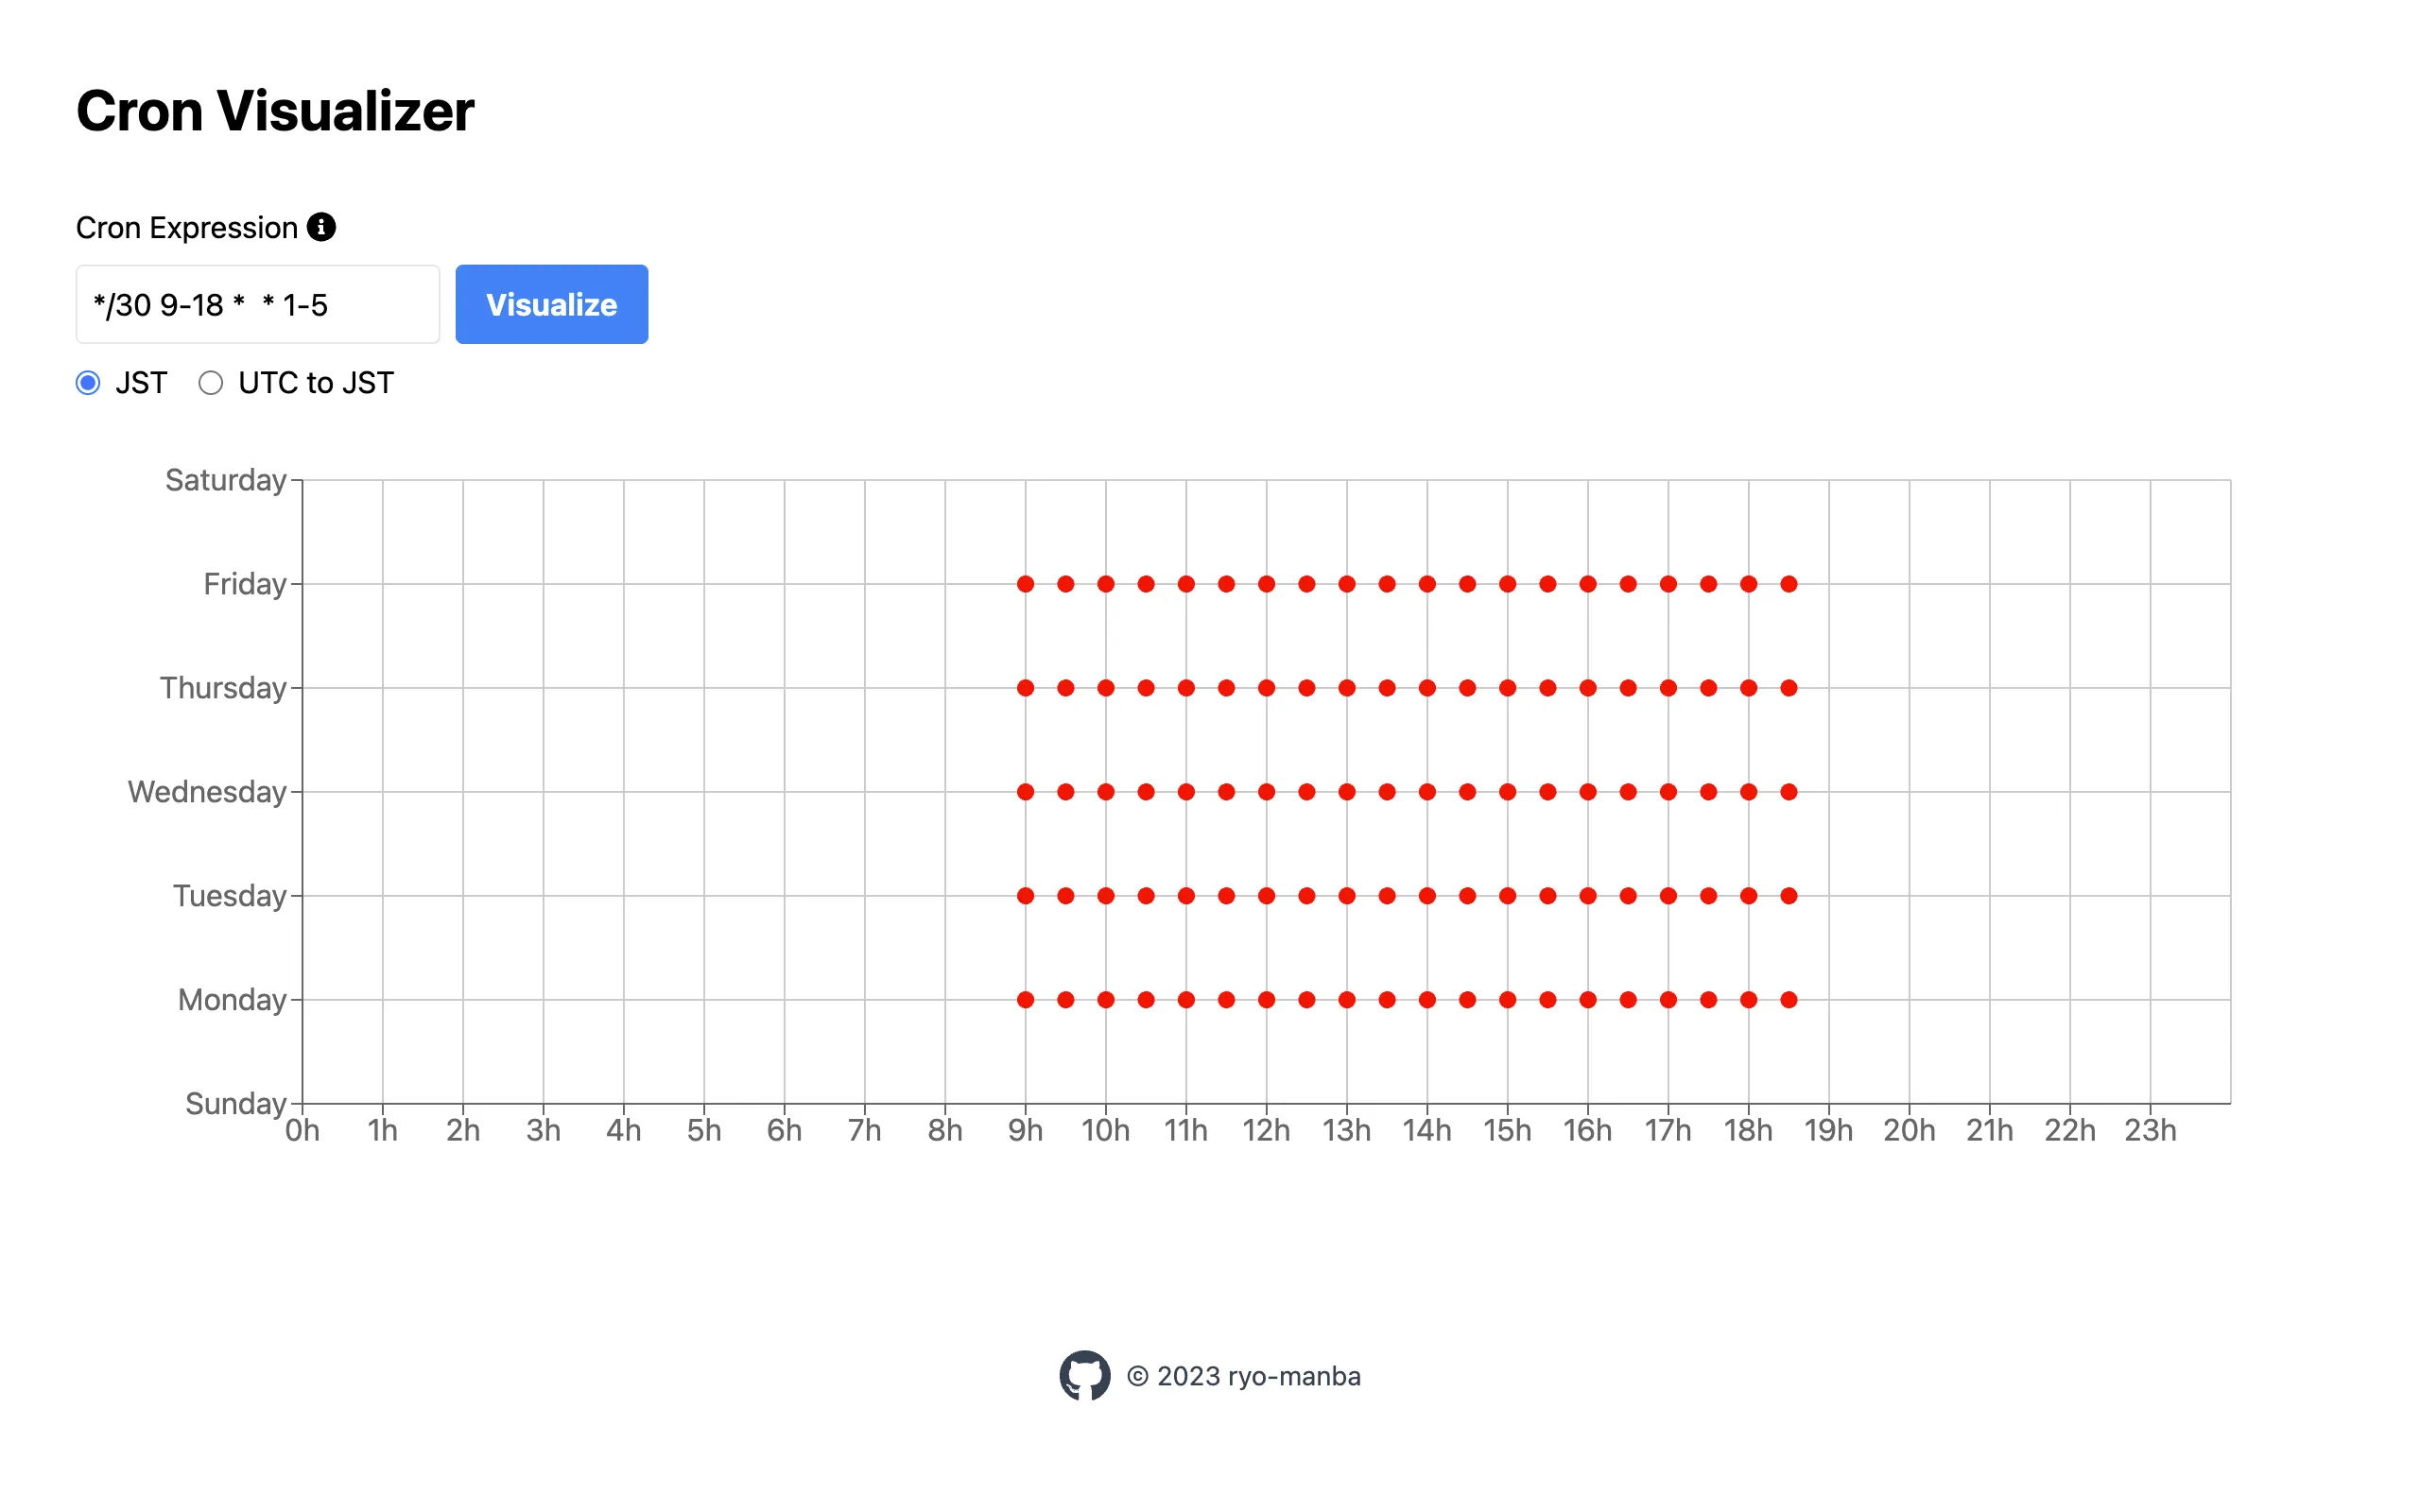 Cron Visualizer
Cron Expression
*/30 9-18 *  * 1-5
Visualize
JST
UTC to JST
Saturday
Friday
Thursday
Wednesday
Tuesday
Monday
Sunday
0h 1h 2h 3h 4h 5h 6h 7h 8h 9h 10h 11h 12h 13h 14h 15h 16h 17h 18h 19h 20h 21h 22h 23h
© 2023 ryo-manba